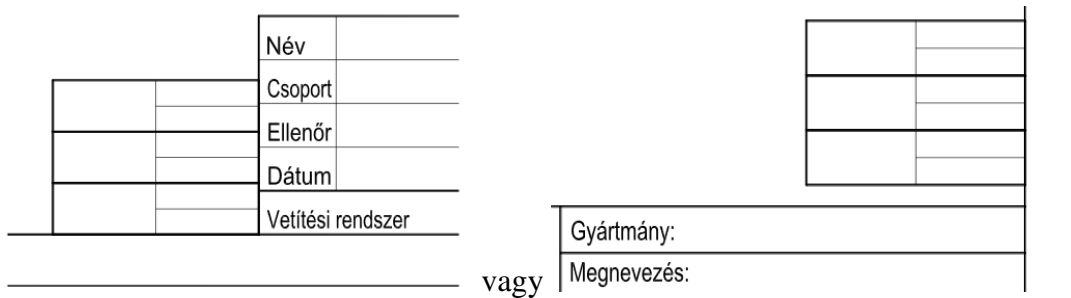 Név
Csoport
Ellenőr
Dátum
Vetítési rendszer
vagy
Gyártmány:
Megnevezés: